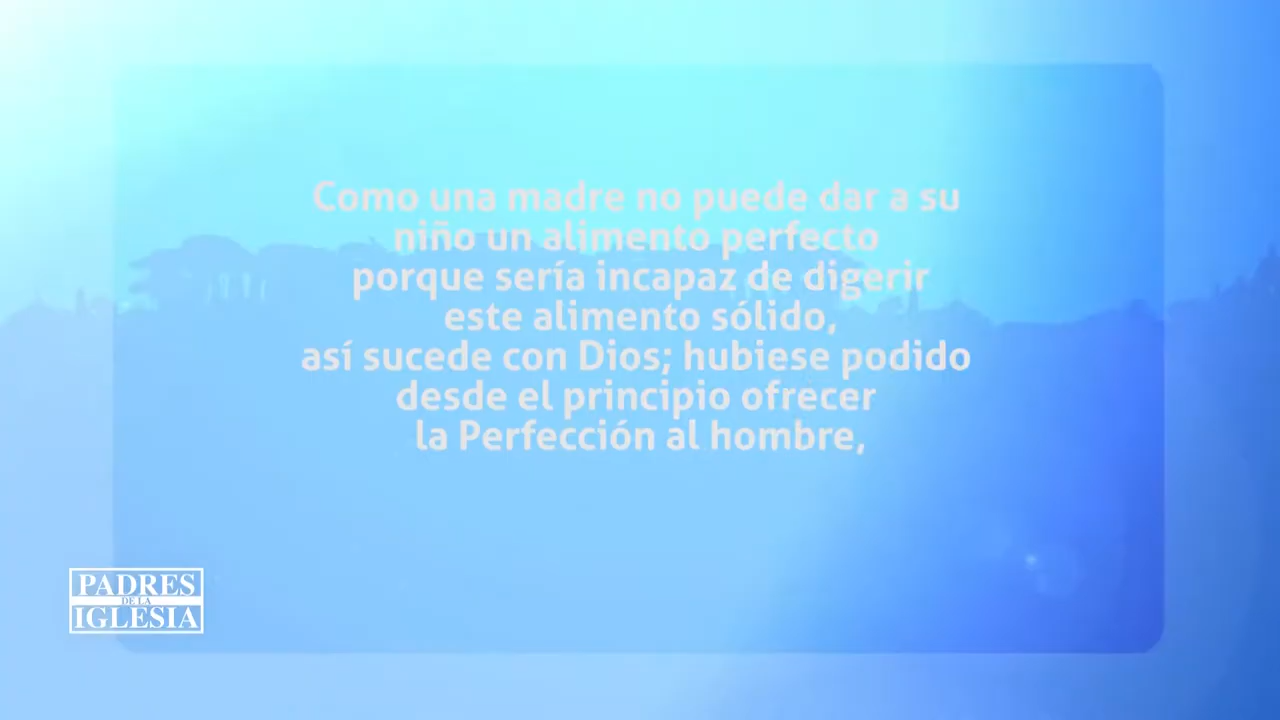 Como una madre no puede dar a su
niño un alimento perfecto
porque sería incapaz de digerir
este alimento sólido,
así sucede con Dios; hubiese podido
desde el principio ofrecer
la Perfección al hombre,
PADRES
DE LA
IGLESIA